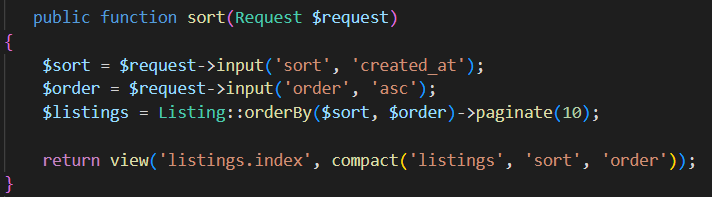 public function sort(Request $request)
{
$sort = $request->input('sort', 'created_at');
$order = $request->input('order', 'asc');
$listings = Listing::orderBy($sort, $order)->paginate(10);
return view('listings.index', compact('listings', 'sort', 'order'));
}